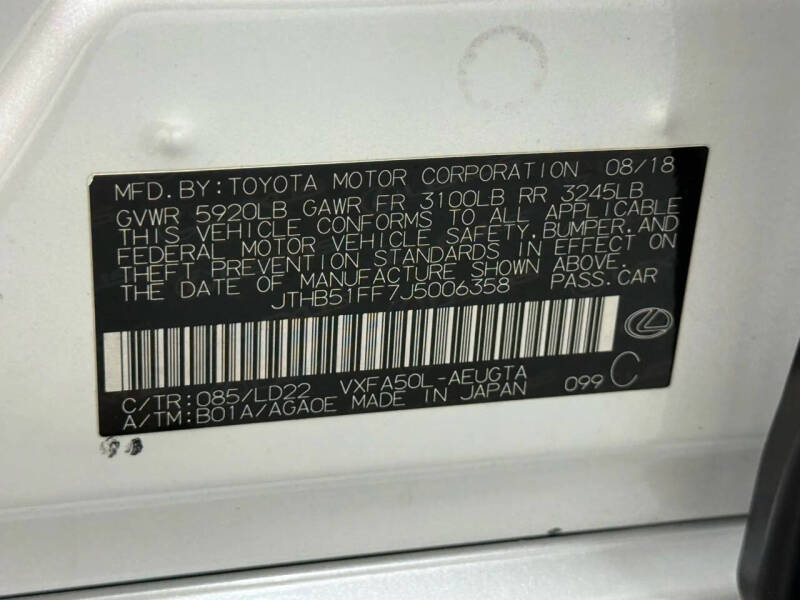 MFD. BY: TOYOTA MOTOR CORPORATION 08/18
GVWR 5920LB GAWR FR 3100LB RR 3245LB
THIS VEHICLE CONFORMS TO ALL APPLICABLE
FEDERAL MOTOR VEHICLE SAFETY, BUMPER, AND
THEFT PREVENTION STANDARDS IN EFFECT ON
THE DATE OF MANUFACTURE SHOWN ABOVE.
JTHB51FF7J5006358 PASS. CAR
C/TR: 085/LD22 VXFA50L-AEUGTA
A/TM: B01A/AGA0E MADE IN JAPAN 099 C